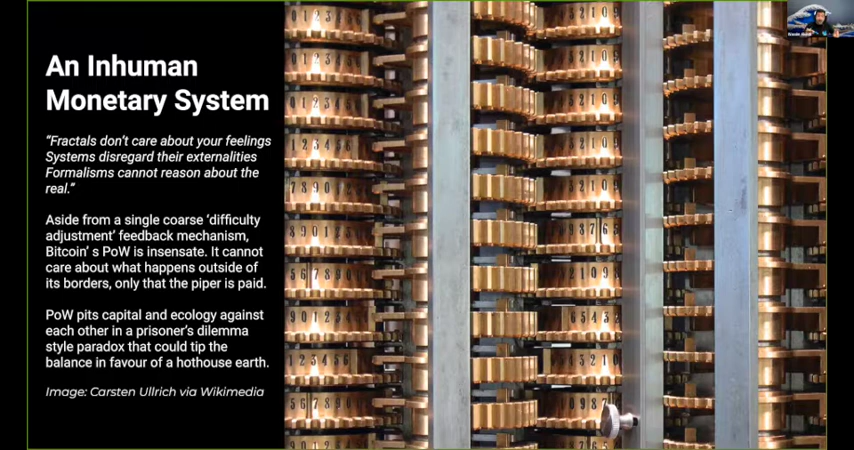 An Inhuman
Monetary System
“Fractals don’t care about your feelings
Systems disregard their externalities
Formalisms cannot reason about the
real.”
Aside from a single coarse ‘difficulty
adjustment’ feedback mechanism,
Bitcoin’ s PoW is insensate. It cannot
care about what happens outside of
its borders, only that the piper is paid.
PoW pits capital and ecology against
each other in a prisoner’s dilemma
style paradox that could tip the
balance in favour of a hothouse earth.
Image: Carsten Ullrich via Wikimedia